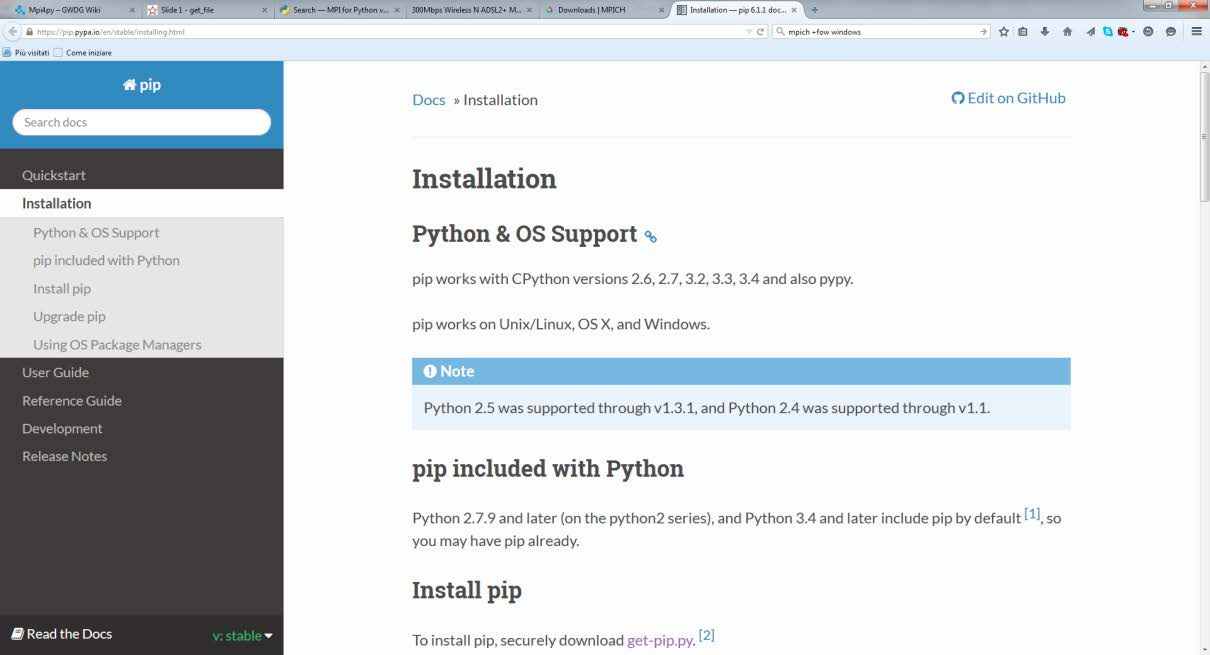 Mpi4py – GWDG Wiki
Slide 1 - get_file
Search — MPI for Python v...
300Mbps Wireless N ADSL2+ M...
Downloads | MPICH
Installation — pip 6.1.1 doc...
https://pip.pypa.io/en/stable/installing.html
mpich +few windows
Più visitati
Come iniziare
pip
Search docs
Quickstart
Installation
Python & OS Support
pip included with Python
Install pip
Upgrade pip
Using OS Package Managers
User Guide
Reference Guide
Development
Release Notes
Read the Docs
v: stable
Docs » Installation
Edit on GitHub
Installation
Python & OS Support
pip works with CPython versions 2.6, 2.7, 3.2, 3.3, 3.4 and also pypy.
pip works on Unix/Linux, OS X, and Windows.
Note
Python 2.5 was supported through v1.3.1, and Python 2.4 was supported through v1.1.
pip included with Python
Python 2.7.9 and later (on the python2 series), and Python 3.4 and later include pip by default [1], so
you may have pip already.
Install pip
To install pip, securely download get-pip.py. [2]